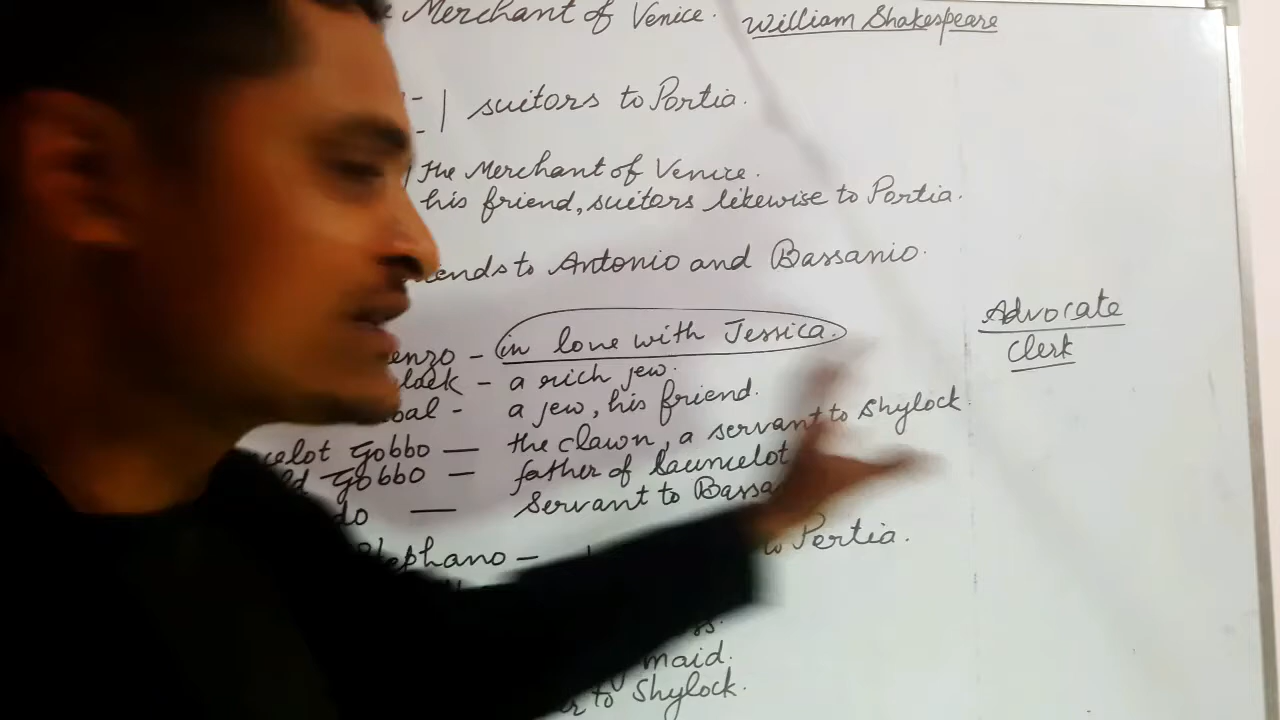 Merchant of Venice. William Shakespeare
suitors to Portia.
The Merchant of Venice.
his friend, suitors likewise to Portia.
ends to Antonio and Bassanio.
enzo - in love with Jessica.
lock - a rich jew.
bal - a jew, his friend.
celot Gobbo — the clawn, a servant to Shylock.
ld Gobbo — father of Launcelot
do — Servant to Bassa
Stephano - to Portia.
maid.
to Shylock.
Advocate
Clerk